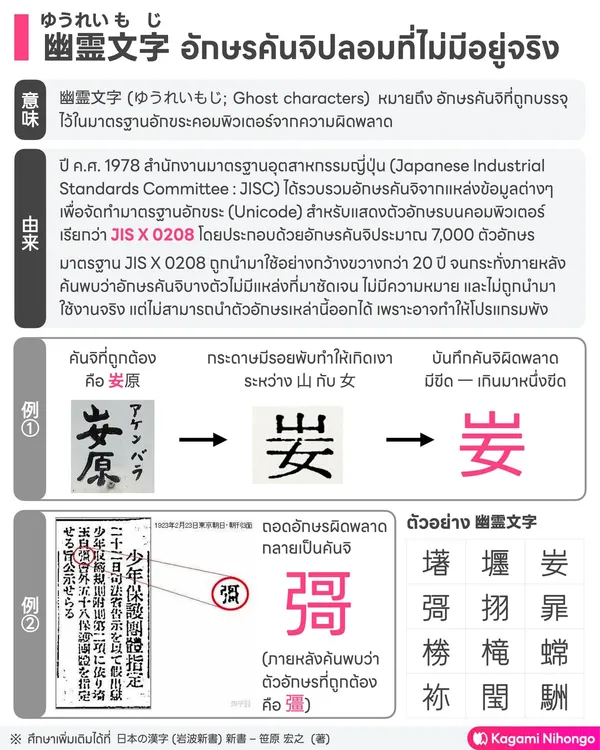 ゆうれい も じ
幽霊文字 อักษรคันจิปลอมที่ไม่มีอยู่จริง
意味
幽霊文字 (ゆうれいもじ; Ghost characters) หมายถึง อักษรคันจิที่ถูกบรรจุ
ไว้ในมาตรฐานอักขระคอมพิวเตอร์จากความผิดพลาด
由来
ปี ค.ศ. 1978 สำนักงานมาตรฐานอุตสาหกรรมญี่ปุ่น (Japanese Industrial
Standards Committee : JISC) ได้รวบรวมอักษรคันจิจากแหล่งข้อมูลต่างๆ
เพื่อจัดทำมาตรฐานอักขระ (Unicode) สำหรับแสดงตัวอักษรบนคอมพิวเตอร์
เรียกว่า JIS X 0208 โดยประกอบด้วยอักษรคันจิประมาณ 7,000 ตัวอักษร
มาตรฐาน JIS X 0208 ถูกนำมาใช้อย่างกว้างขวางกว่า 20 ปี จนกระทั่งภายหลัง
ค้นพบว่าอักษรคันจิบางตัวไม่มีแหล่งที่มาชัดเจน ไม่มีความหมาย และไม่ถูกนำมา
ใช้งานจริง แต่ไม่สามารถนำตัวอักษรเหล่านี้ออกได้ เพราะอาจทำให้โปรแกรมพัง
例①
คันจิที่ถูกต้อง
คือ 𡚴原
アケンバラ
𡚴原
กระดาษมีรอยพับทำให้เกิดเงา
ระหว่าง 山 กับ 女
妛
บันทึกคันจิผิดพลาด
มีขีด 一 เกินมาหนึ่งขีด
妛
例②
1923年2月23日東京朝日・朝刊3面
少年保護團體指定
二十二日司法省告示を以て假出獄
少年取締規則附則第二項に依り埼
玉自彁會外五十八保護團體を指定
せる旨公示せらる
彁
ถอดอักษรผิดพลาด
กลายเป็นคันจิ
彁
(ภายหลังค้นพบว่า
ตัวอักษรที่ถูกต้อง
คือ 彊)
ตัวอย่าง 幽霊文字
墸 壥 妛
彁 挧 暃
椦 槞 蟐
袮 閠 駲
※ ศึกษาเพิ่มเติมได้ที่ 日本の漢字 (岩波新書) 新書 – 笹原 宏之 (著)
Kagami Nihongo